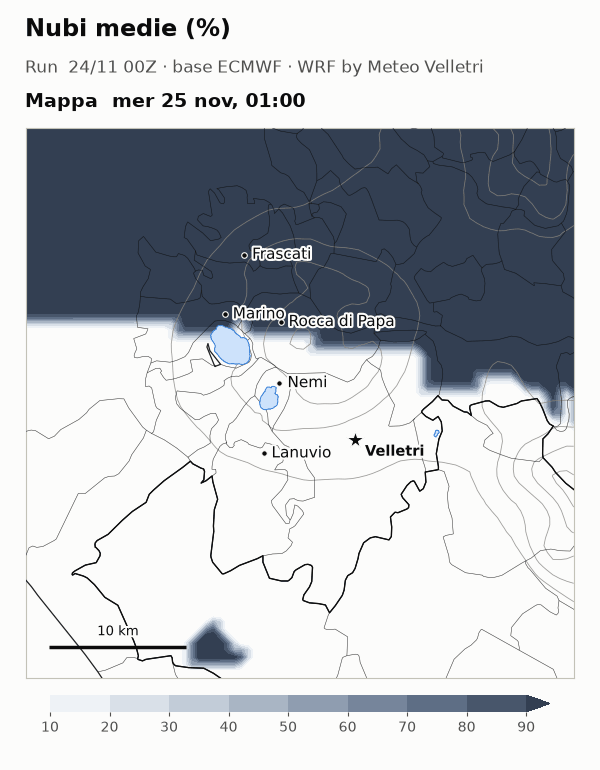 Nubi medie (%)
Run  24/11 00Z · base ECMWF · WRF by Meteo Velletri
Mappa  mer 25 nov, 01:00
Frascati
Marino
Rocca di Papa
Nemi
Velletri
Lanuvio
10 km
10 20 30 40 50 60 70 80 90